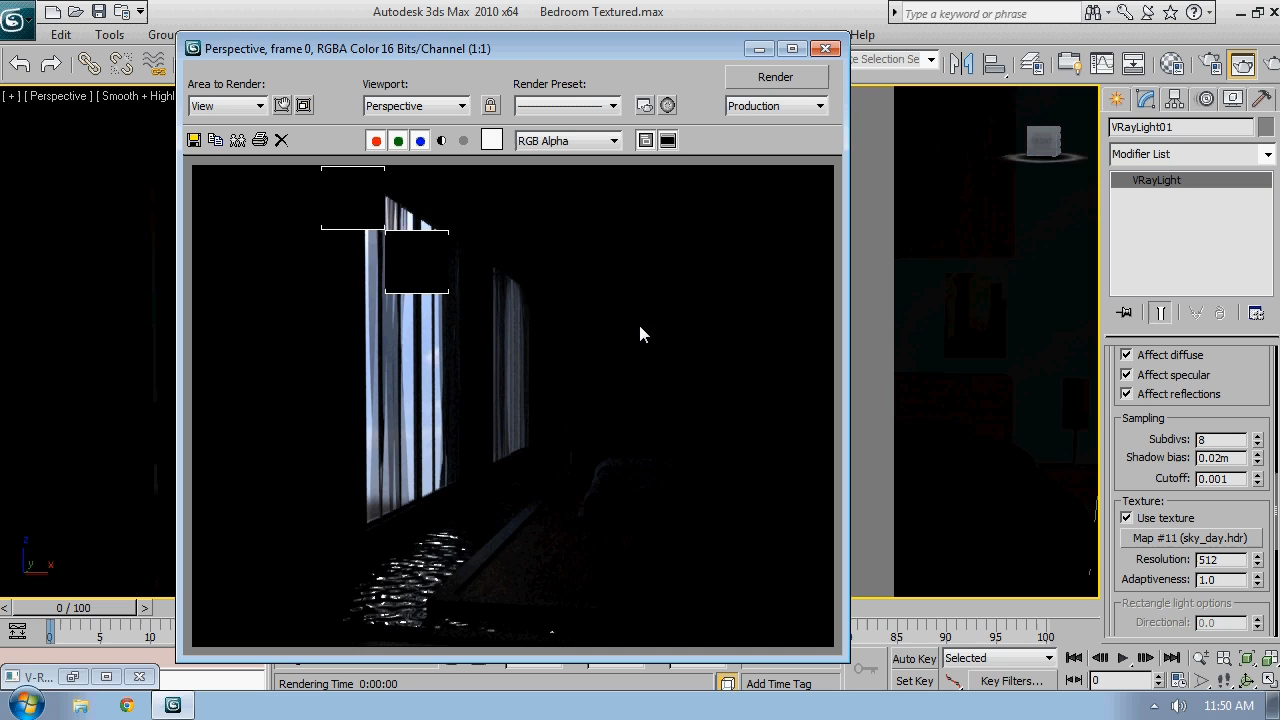 Autodesk 3ds Max 2010 x64 Bedroom Textured.max
Type a keyword or phrase
Edit Tools Grou Help
Perspective, frame 0, RGBA Color 16 Bits/Channel (1:1)
Area to Render: Viewport: Render Preset: Render
View Perspective Production
RGB Alpha
e Selection Se
[ + ] [ Perspective ] [ Smooth + Highl
VRayLight01
Modifier List
VRayLight
Affect diffuse
Affect specular
Affect reflections
Sampling
Subdivs: 8
Shadow bias: 0.02m
Cutoff: 0.001
Texture:
Use texture
Map #11 (sky_day.hdr)
Resolution: 512
Adaptiveness: 1.0
Rectangle light options
Directional: 0.0
z
y x
< 0 / 100 >
0 5 10 85 90 95 100
Auto Key Selected
Set Key Key Filters... 0
V-R...
Rendering Time 0:00:00 Add Time Tag
11:50 AM